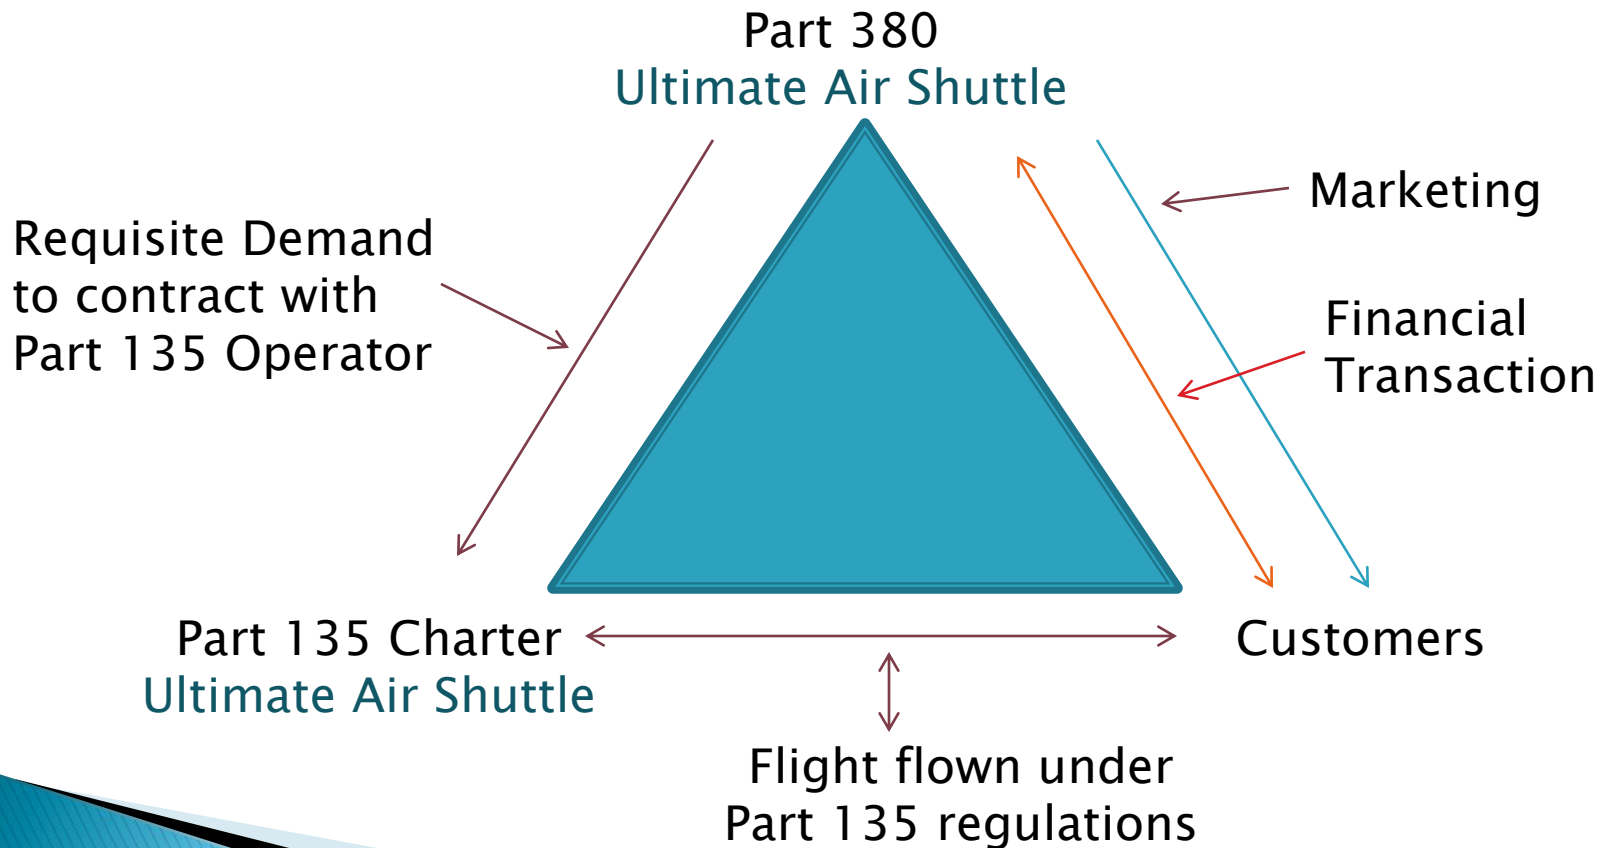 Part 380
Ultimate Air Shuttle
Marketing
Requisite Demand
to contract with
Part 135 Operator
Financial
Transaction
Part 135 Charter
Ultimate Air Shuttle
Customers
Flight flown under
Part 135 regulations